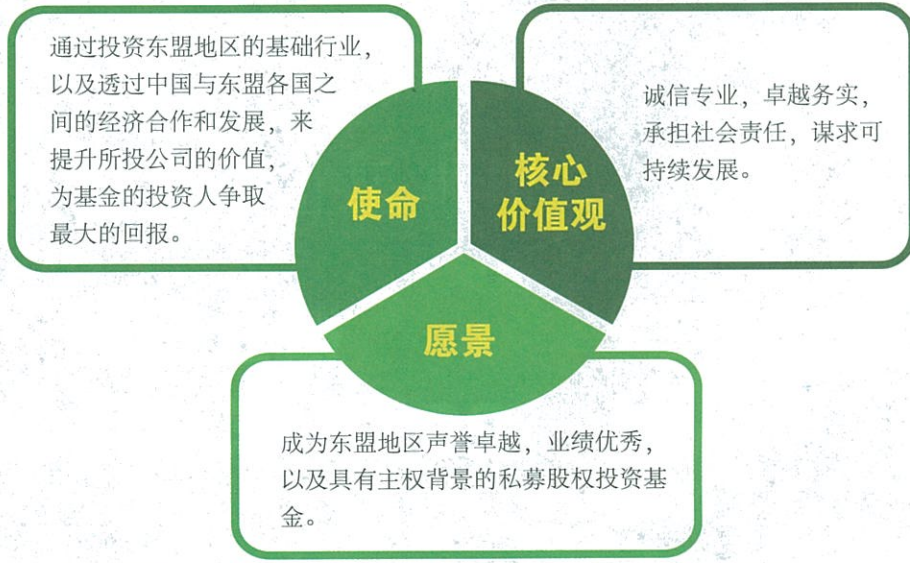 通过投资东盟地区的基础行业，
以及透过中国与东盟各国之
间的经济合作和发展，来
提升所投公司的价值，
为基金的投资人争取
最大的回报。
使命
诚信专业，卓越务实，
承担社会责任，谋求可
持续发展。
核心
价值观
愿景
成为东盟地区声誉卓越，业绩优秀，
以及具有主权背景的私募股权投资基
金。